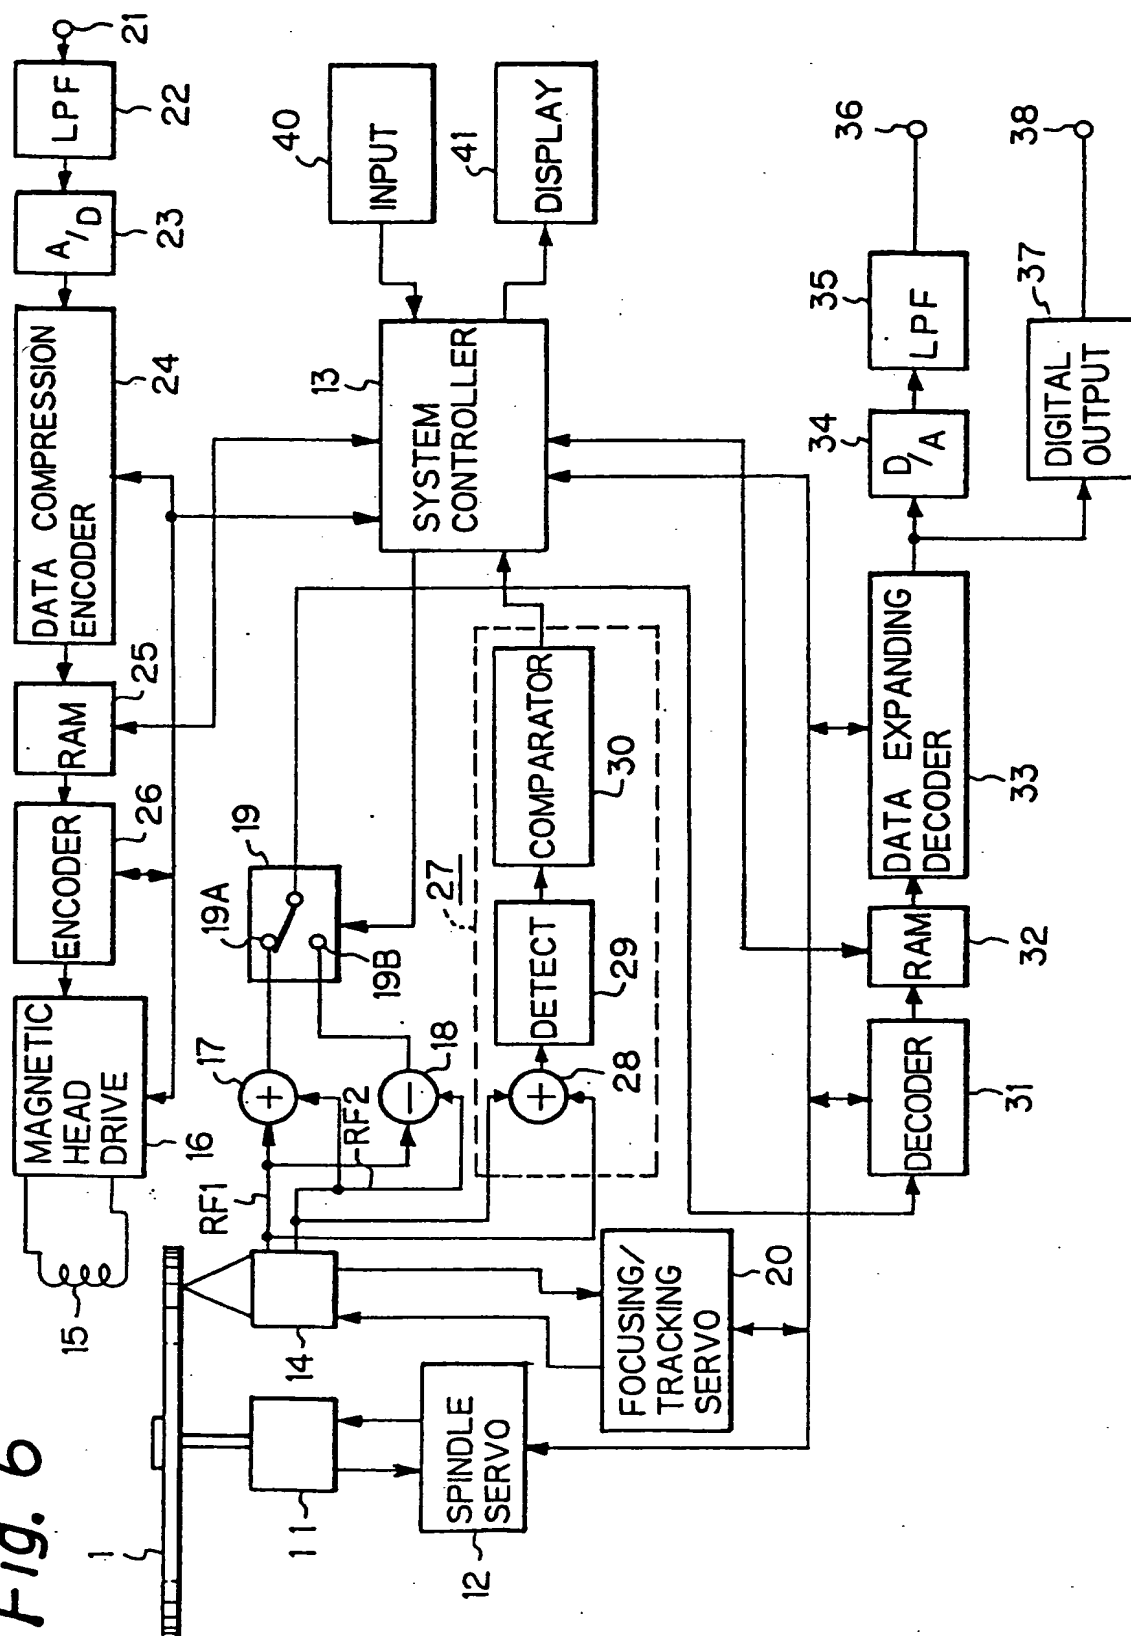 Fig. 6
1
11
SPINDLE
SERVO
12
14
FOCUSING/
TRACKING
SERVO
20
15
MAGNETIC
HEAD
DRIVE
16
ENCODER
26
RAM
25
DATA COMPRESSION
ENCODER
24
A/D
23
LPF
22
21
RF1
RF2
17
+
18
−
19
19A
19B
27
28
+
DETECT
29
COMPARATOR
30
SYSTEM
CONTROLLER
13
INPUT
40
DISPLAY
41
DECODER
31
RAM
32
DATA EXPANDING
DECODER
33
D/A
34
LPF
35
36
DIGITAL
OUTPUT
37
38